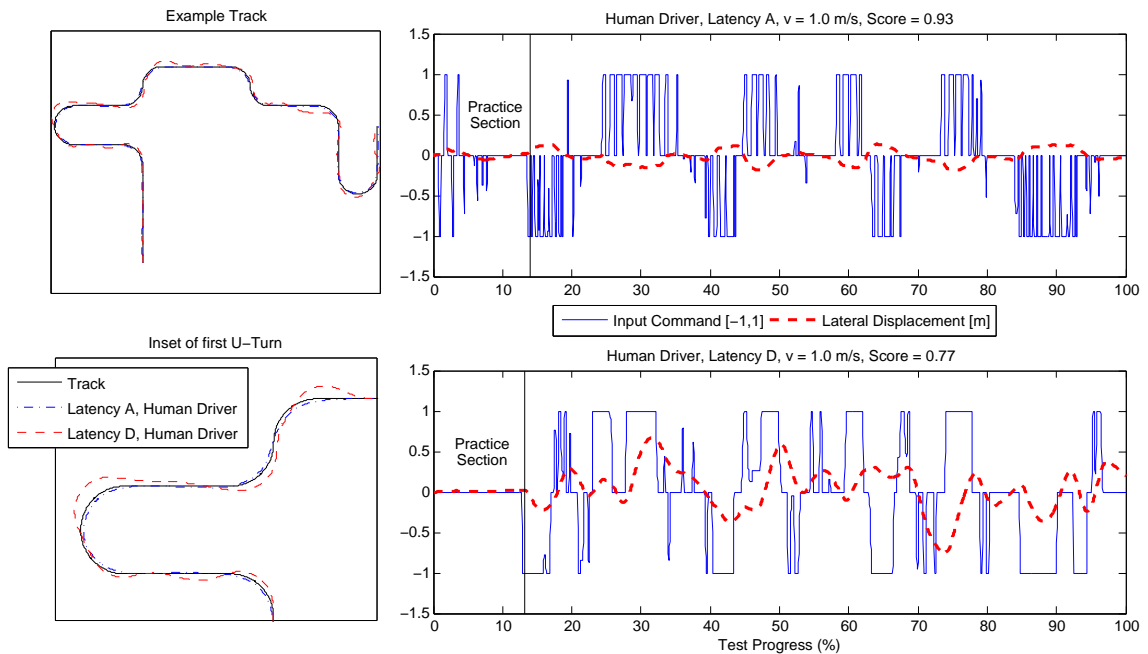 Example Track
Human Driver, Latency A, v = 1.0 m/s, Score = 0.93
1.5
1
0.5
0
−0.5
−1
−1.5
Practice
Section
0 10 20 30 40 50 60 70 80 90 100
Input Command [−1,1]
Lateral Displacement [m]
Inset of first U−Turn
Track
Latency A, Human Driver
Latency D, Human Driver
Human Driver, Latency D, v = 1.0 m/s, Score = 0.77
1.5
1
0.5
0
−0.5
−1
−1.5
Practice
Section
0 10 20 30 40 50 60 70 80 90 100
Test Progress (%)